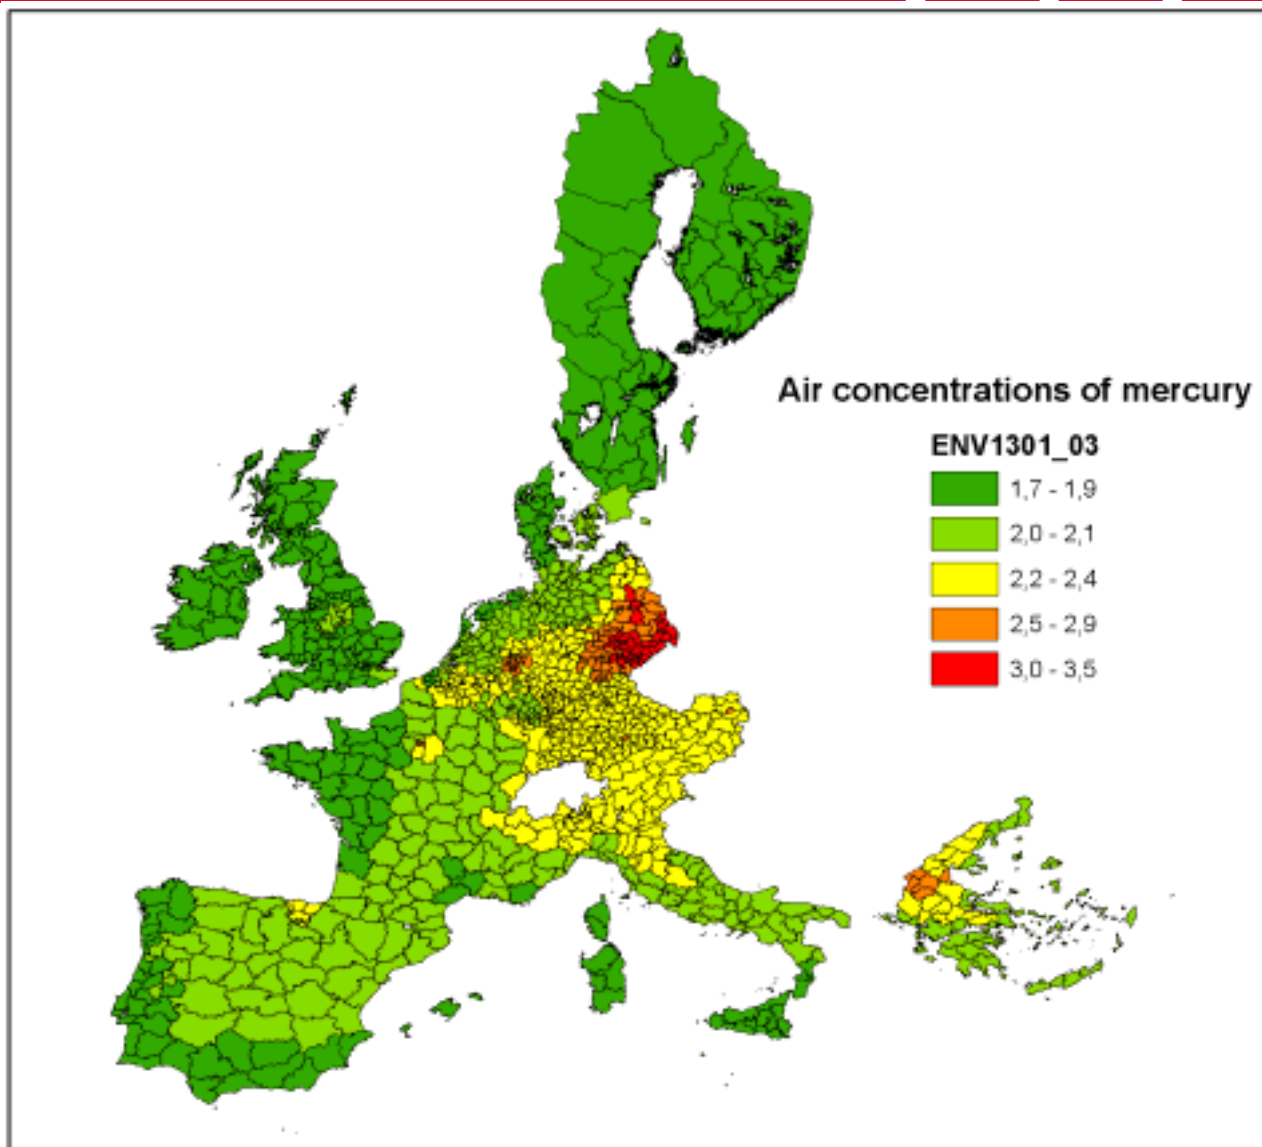 Air concentrations of mercury
ENV1301_03
1,7 - 1,9
2,0 - 2,1
2,2 - 2,4
2,5 - 2,9
3,0 - 3,5